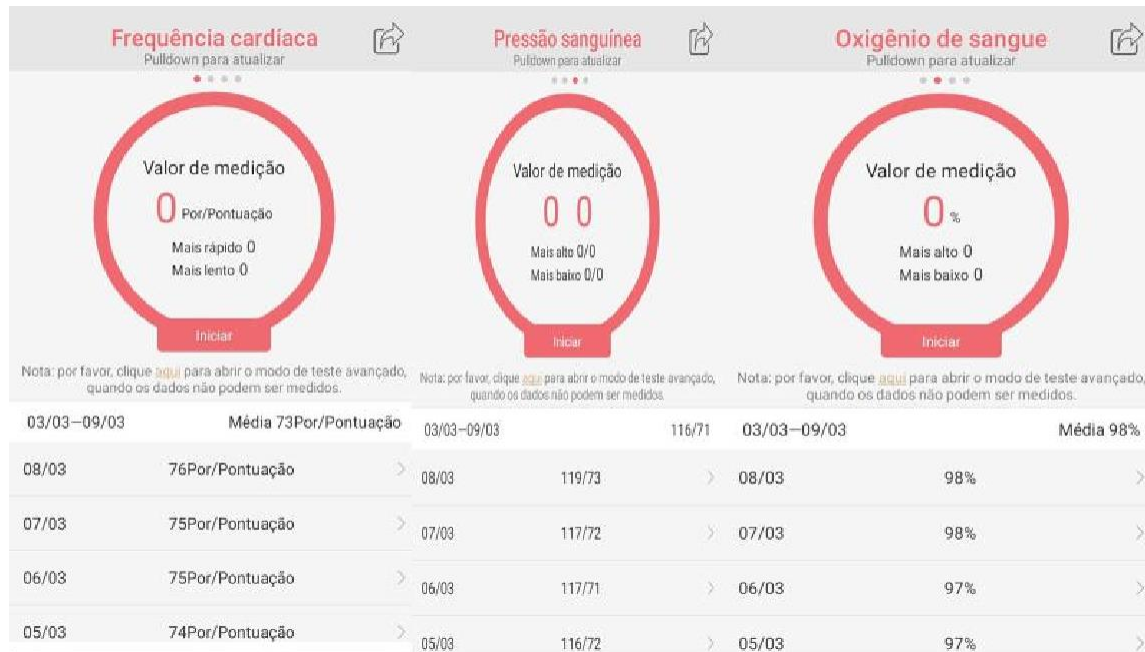 Frequência cardíaca
Pulldown para atualizar
Valor de medição
0 Por/Pontuação
Mais rápido 0
Mais lento 0
Iniciar
Nota: por favor, clique aqui para abrir o modo de teste avançado,
quando os dados não podem ser medidos.
03/03—09/03 Média 73Por/Pontuação
08/03 76Por/Pontuação
07/03 75Por/Pontuação
06/03 75Por/Pontuação
05/03 74Por/Pontuação
Pressão sanguínea
Pulldown para atualizar
Valor de medição
0 0
Mais alto 0/0
Mais baixo 0/0
Iniciar
Nota: por favor, clique aqui para abrir o modo de teste avançado,
quando os dados não podem ser medidos.
03/03—09/03 116/71
08/03 119/73
07/03 117/72
06/03 117/71
05/03 116/72
Oxigênio de sangue
Pulldown para atualizar
Valor de medição
0 %
Mais alto 0
Mais baixo 0
Iniciar
Nota: por favor, clique aqui para abrir o modo de teste avançado,
quando os dados não podem ser medidos.
03/03—09/03 Média 98%
08/03 98%
07/03 98%
06/03 97%
05/03 97%